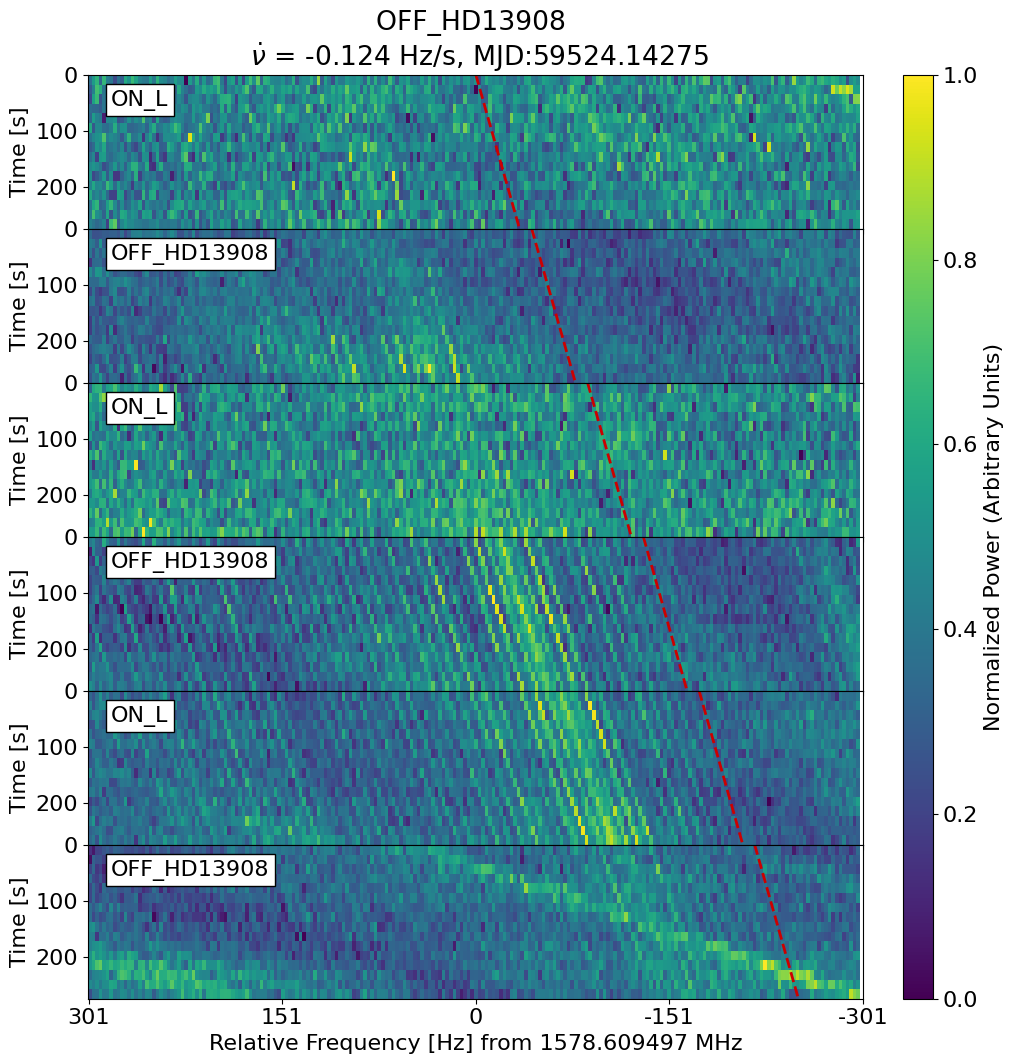 OFF_HD13908
ν̇ = -0.124 Hz/s, MJD:59524.14275
0
ON_L
100
200
Time [s]
0
OFF_HD13908
100
200
Time [s]
0
ON_L
100
200
Time [s]
0
OFF_HD13908
100
200
Time [s]
0
ON_L
100
200
Time [s]
0
OFF_HD13908
100
200
Time [s]
301 151 0 -151 -301
Relative Frequency [Hz] from 1578.609497 MHz
1.0
0.8
0.6
0.4
0.2
0.0
Normalized Power (Arbitrary Units)